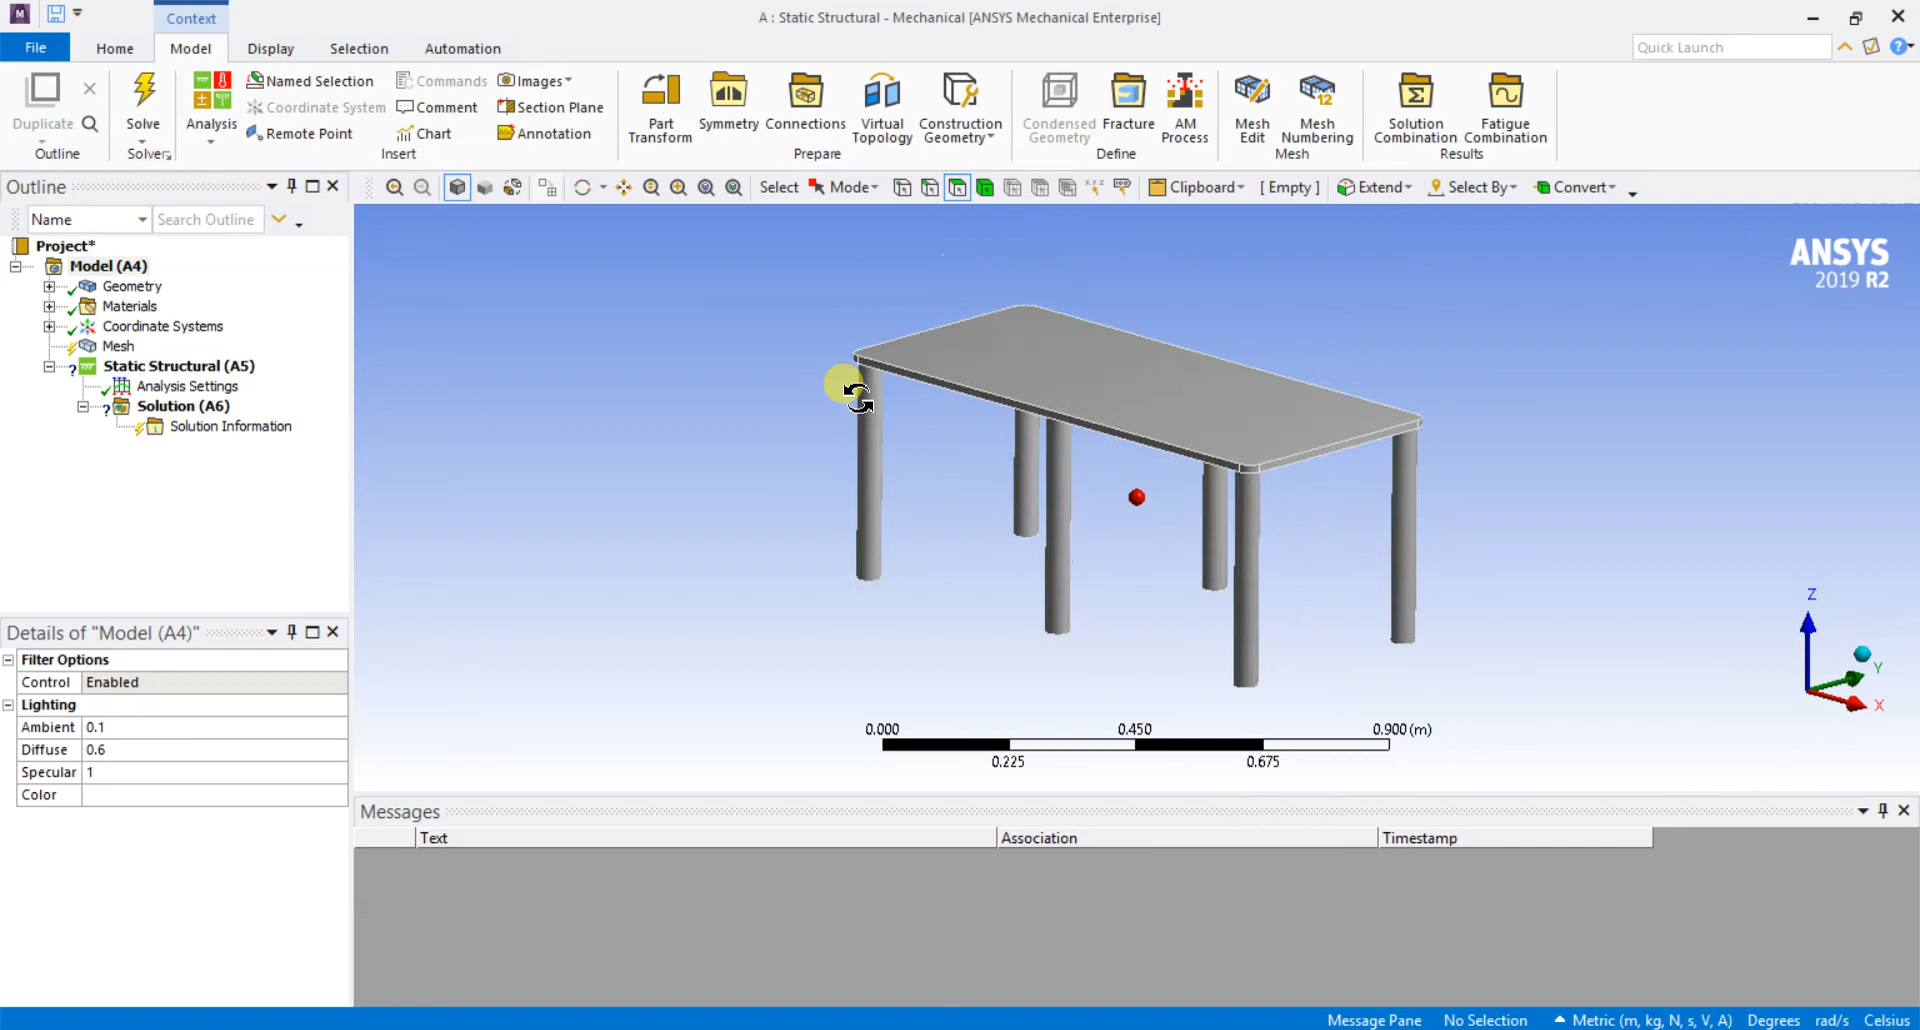 Context
A : Static Structural - Mechanical [ANSYS Mechanical Enterprise]
File Home Model Display Selection Automation
Quick Launch
Duplicate
Outline
Solve
Solver
Analysis
Named Selection
Coordinate System
Remote Point
Commands
Comment
Chart
Images
Section Plane
Annotation
Insert
Part Transform
Symmetry
Connections
Virtual Topology
Construction Geometry
Prepare
Condensed Geometry
Fracture
AM Process
Define
Mesh Edit
Mesh Numbering
Mesh
Solution Combination
Fatigue Combination
Results
Outline
Select Mode Clipboard [ Empty ] Extend Select By Convert
Name Search Outline
Project*
Model (A4)
Geometry
Materials
Coordinate Systems
Mesh
Static Structural (A5)
Analysis Settings
Solution (A6)
Solution Information
ANSYS
2019 R2
Details of "Model (A4)"
Filter Options
Control Enabled
Lighting
Ambient 0.1
Diffuse 0.6
Specular 1
Color
Z
Y
X
0.000 0.450 0.900 (m)
0.225 0.675
Messages
Text Association Timestamp
Message Pane No Selection Metric (m, kg, N, s, V, A) Degrees rad/s Celsius